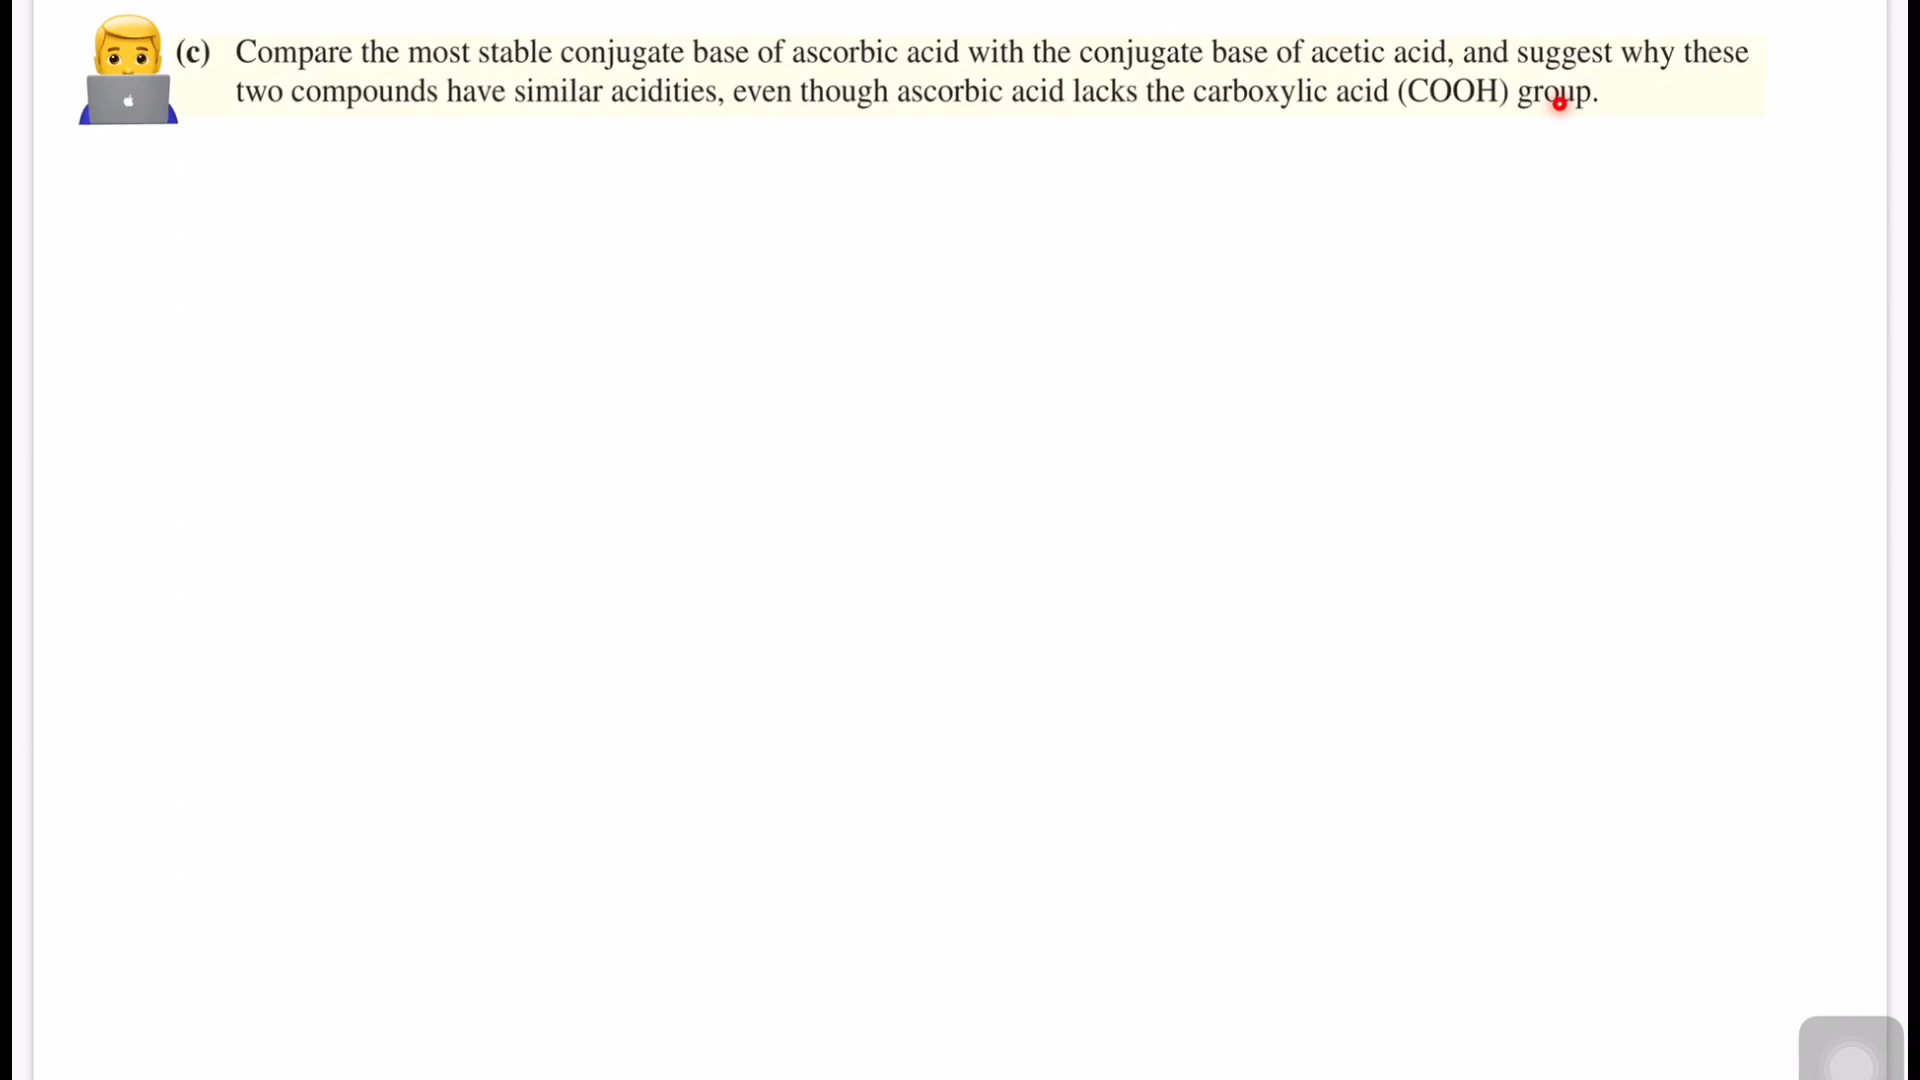 (c) Compare the most stable conjugate base of ascorbic acid with the conjugate base of acetic acid, and suggest why these
two compounds have similar acidities, even though ascorbic acid lacks the carboxylic acid (COOH) group.